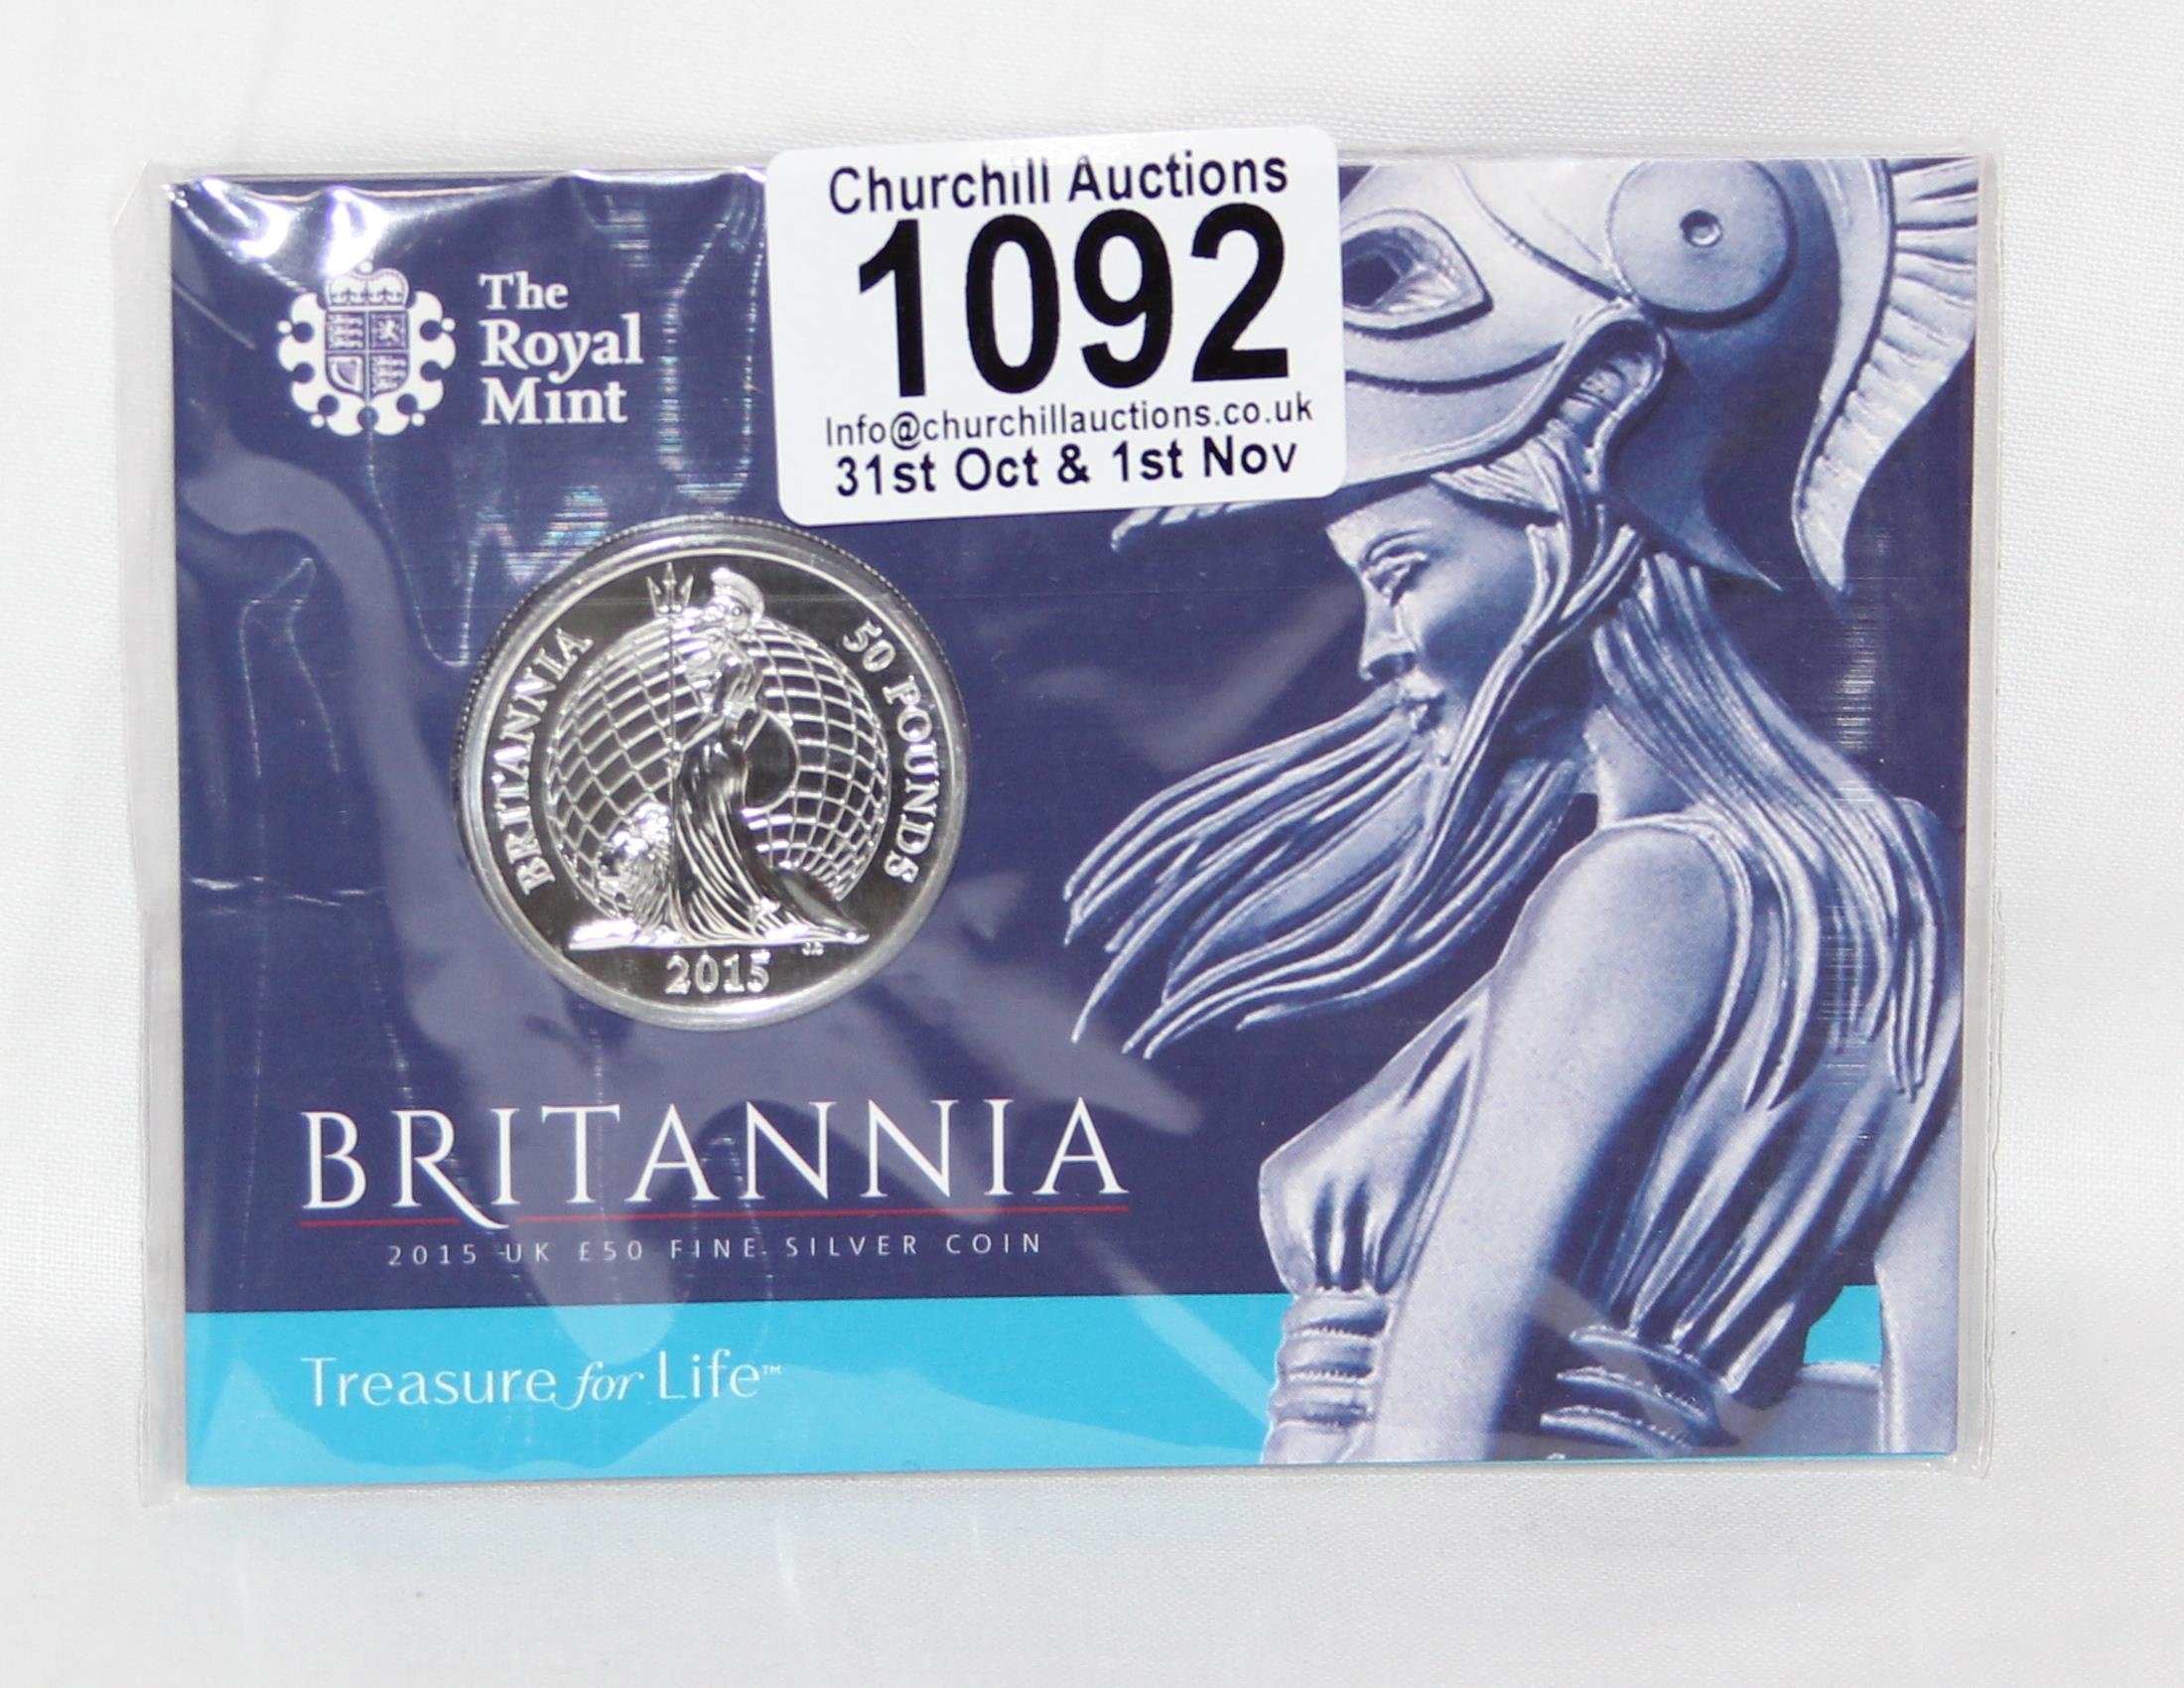 Churchill Auctions
1092
Info@churchillauctions.co.uk
31st Oct & 1st Nov
The
Royal
Mint
BRITANNIA
50 POUNDS
2015
BRITANNIA
2015 UK £50 FINE SILVER COIN
Treasure for Life™